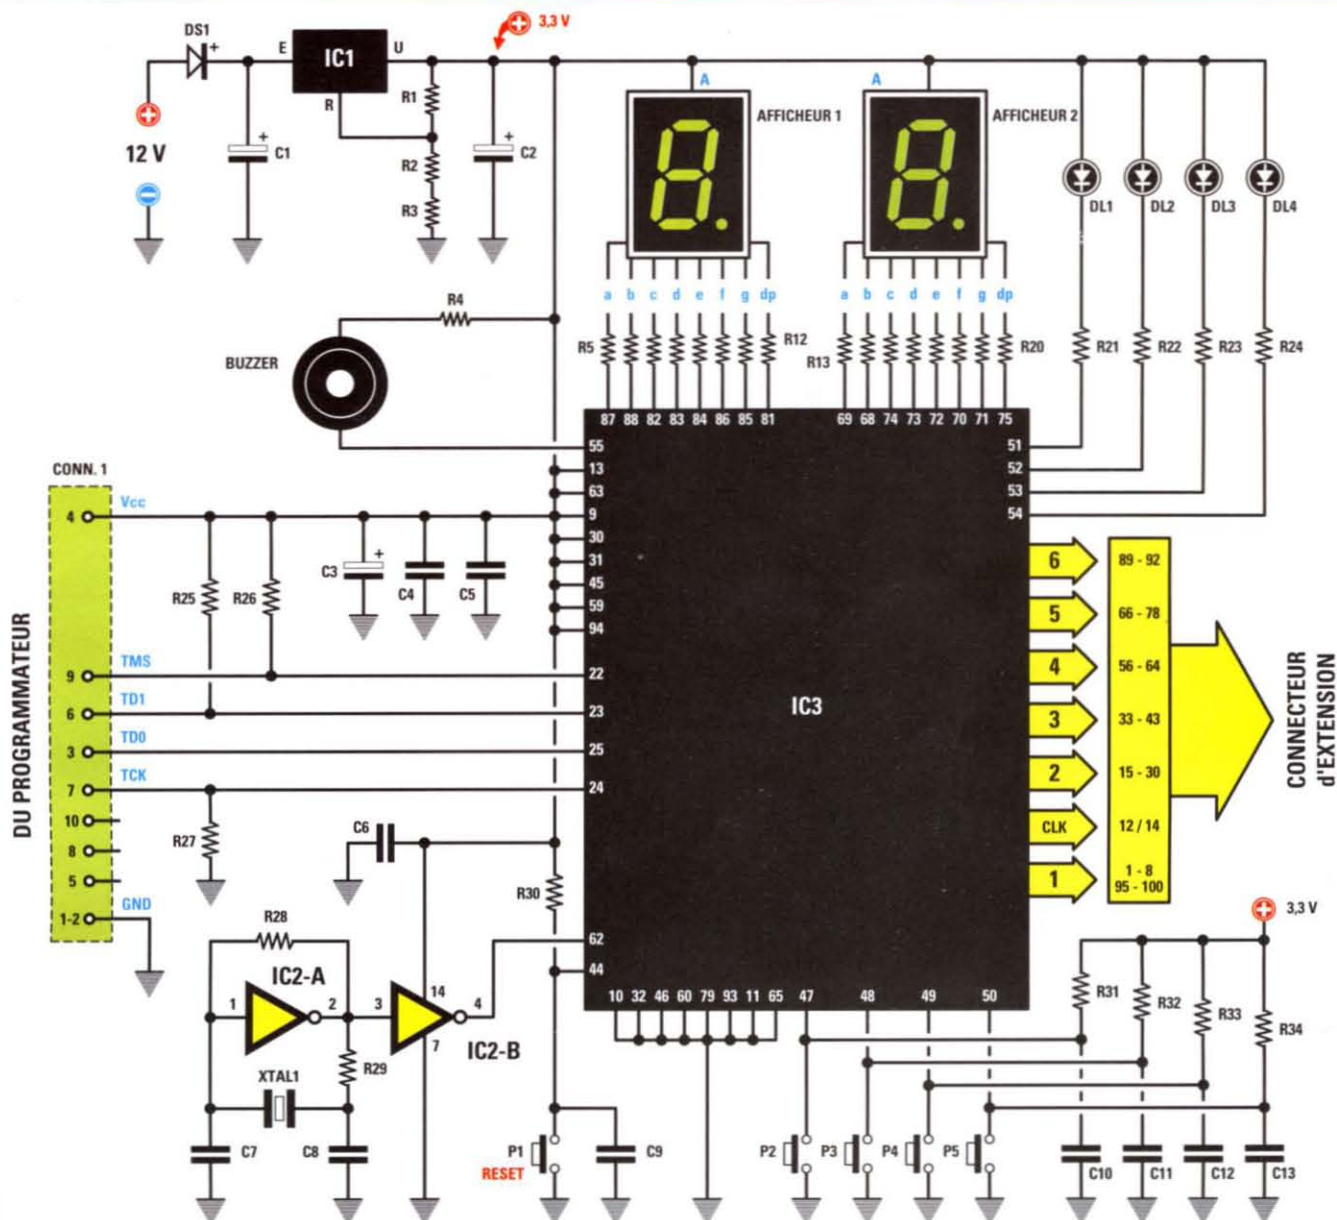 DS1
+
E
IC1
U
3,3 V
R
R1
R2
R3
12 V
+
C1
+
C2
A
AFFICHEUR 1
A
AFFICHEUR 2
DL1
DL2
DL3
DL4
R4
BUZZER
a b c d e f g dp
a b c d e f g dp
R5
R12
R13
R20
R21
R22
R23
R24
87 88 82 83 84 86 85 81
69 68 74 73 72 70 71 75
55
13
63
9
30
31
45
59
94
22
23
25
24
62
44
51
52
53
54
IC3
CONN. 1
DU PROGRAMMATEUR
4
Vcc
9
TMS
6
TD1
3
TD0
7
TCK
10
8
5
1-2
GND
R25
R26
C3
+
C4
C5
R27
C6
R30
R28
IC2-A
1
2
3
14
4
7
IC2-B
R29
XTAL1
C7
C8
P1
RESET
C9
10 32 46 60 79 93 11 65 47 48 49 50
P2
P3
P4
P5
6
89 - 92
5
66 - 78
4
56 - 64
3
33 - 43
2
15 - 30
CLK
12 / 14
1
1 - 8
95 - 100
CONNECTEUR
d'EXTENSION
3,3 V
R31
R32
R33
R34
C10
C11
C12
C13